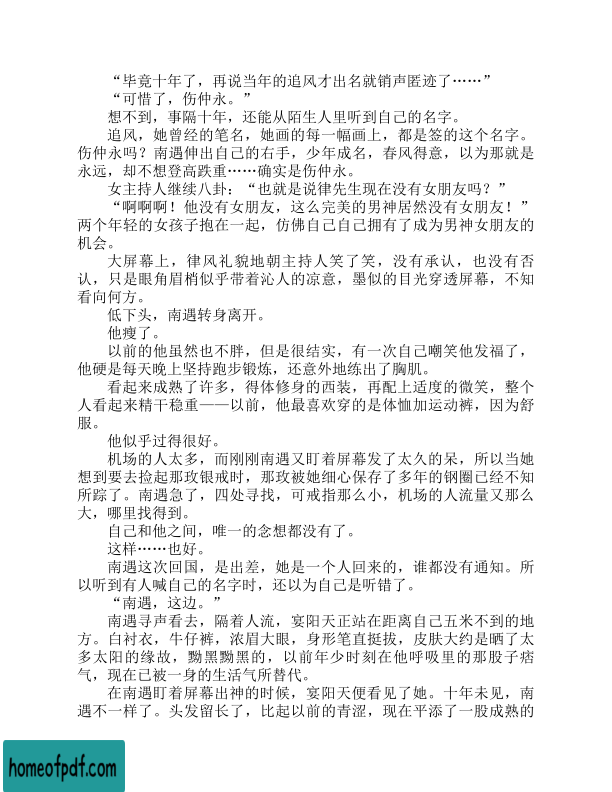 “毕竟十年了，再说当年的追风才出名就销声匿迹了……”
“可惜了，伤仲永。”
想不到，事隔十年，还能从陌生人里听到自己的名字。
追风，她曾经的笔名，她画的每一幅画上，都是签的这个名字。
伤仲永吗？南遇伸出自己的右手，少年成名，春风得意，以为那就是
永远，却不想登高跌重……确实是伤仲永。
女主持人继续八卦：“也就是说律先生现在没有女朋友吗？”
“啊啊啊！他没有女朋友，这么完美的男神居然没有女朋友！”
两个年轻的女孩子抱在一起，仿佛自己自己拥有了成为男神女朋友的
机会。
大屏幕上，律风礼貌地朝主持人笑了笑，没有承认，也没有否
认，只是眼角眉梢似乎带着沁人的凉意，墨似的目光穿透屏幕，不知
看向何方。
低下头，南遇转身离开。
他瘦了。
以前的他虽然也不胖，但是很结实，有一次自己嘲笑他发福了，
他硬是每天晚上坚持跑步锻炼，还意外地练出了胸肌。
看起来成熟了许多，得体修身的西装，再配上适度的微笑，整个
人看起来精干稳重——以前，他最喜欢穿的是体恤加运动裤，因为舒
服。
他似乎过得很好。
机场的人太多，而刚刚南遇又盯着屏幕发了太久的呆，所以当她
想到要去捡起那玫银戒时，那玫被她细心保存了多年的钢圈已经不知
所踪了。南遇急了，四处寻找，可戒指那么小，机场的人流量又那么
大，哪里找得到。
自己和他之间，唯一的念想都没有了。
这样……也好。
南遇这次回国，是出差，她是一个人回来的，谁都没有通知。所
以听到有人喊自己的名字时，还以为自己是听错了。
“南遇，这边。”
南遇寻声看去，隔着人流，宴阳天正站在距离自己五米不到的地
方。白衬衣，牛仔裤，浓眉大眼，身形笔直挺拔，皮肤大约是晒了太
多太阳的缘故，黝黑黝黑的，以前年少时刻在他呼吸里的那股子痞
气，现在已被一身的生活气所替代。
在南遇盯着屏幕出神的时候，宴阳天便看见了她。十年未见，南
遇不一样了。头发留长了，比起以前的青涩，现在平添了一股成熟的
homeofpdf.com